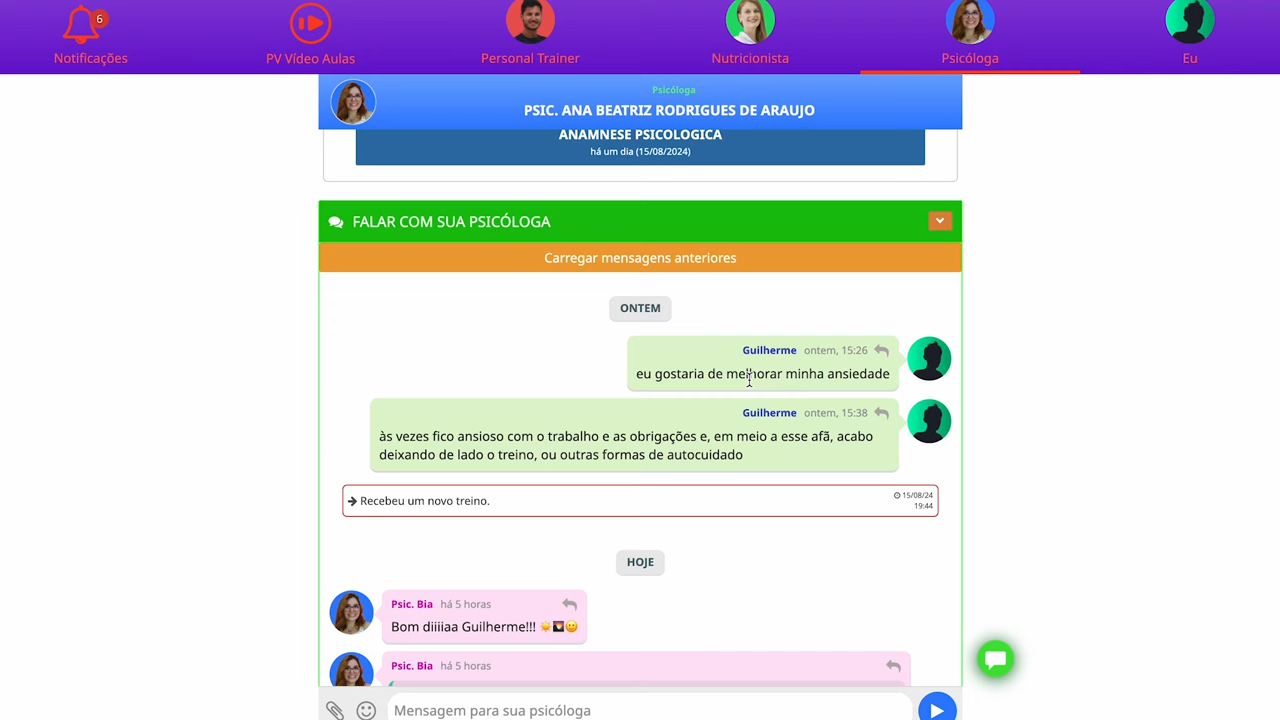 6
Notificações
PV Vídeo Aulas
Personal Trainer
Nutricionista
Psicóloga
Eu
Psicóloga
PSIC. ANA BEATRIZ RODRIGUES DE ARAUJO
ANAMNESE PSICOLOGICA
há um dia (15/08/2024)
FALAR COM SUA PSICÓLOGA
Carregar mensagens anteriores
ONTEM
Guilherme ontem, 15:26
eu gostaria de melhorar minha ansiedade
Guilherme ontem, 15:38
às vezes fico ansioso com o trabalho e as obrigações e, em meio a esse afã, acabo
deixando de lado o treino, ou outras formas de autocuidado
Recebeu um novo treino.
15/08/24
19:44
HOJE
Psic. Bia há 5 horas
Bom diiiiaa Guilherme!!! ☀️🌄🙂
Psic. Bia há 5 horas
Mensagem para sua psicóloga